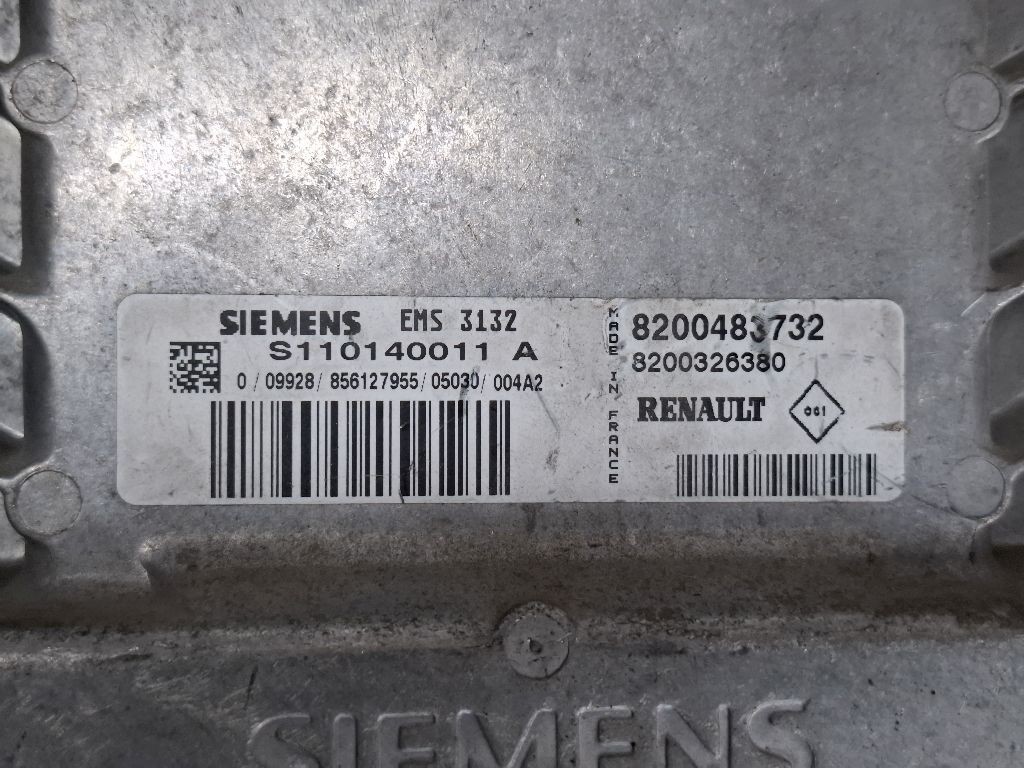 SIEMENS EMS 3132
S110140011 A
0 / 09928 / 856127955 / 05030 / 004A2
MADE IN FRANCE
8200483732
8200326380
RENAULT
SIEMENS